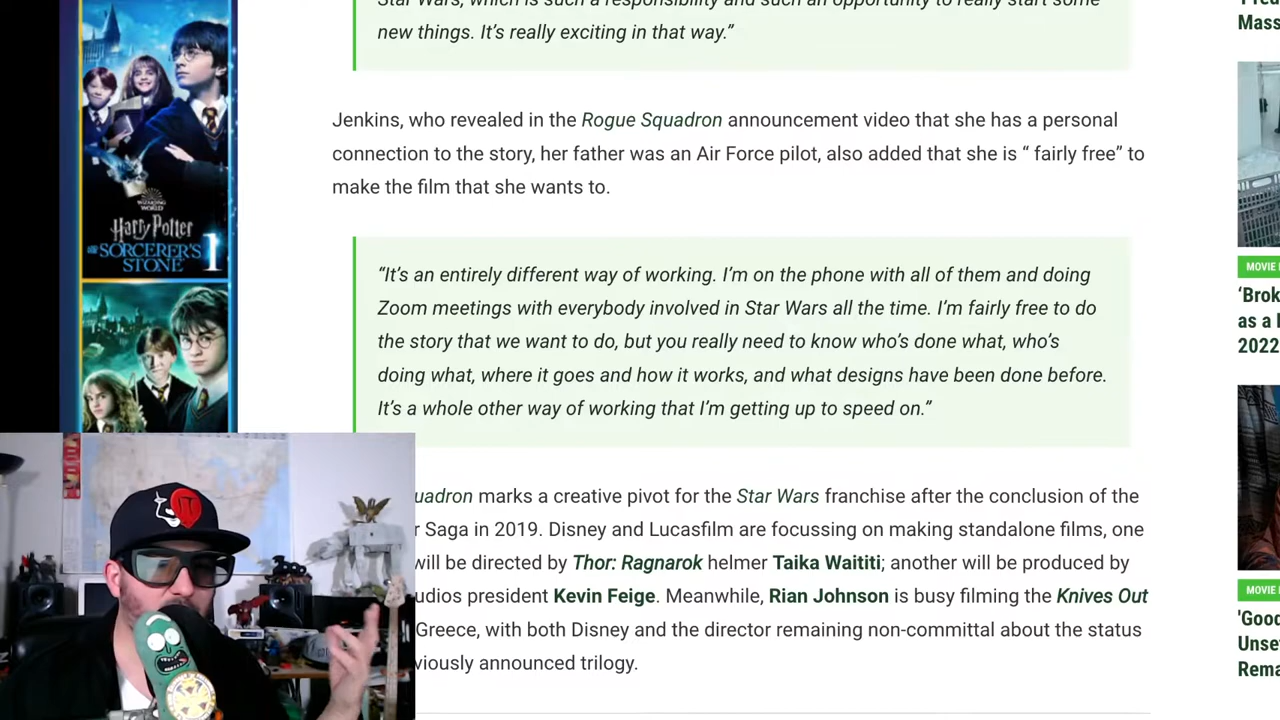 Star Wars, which is such a responsibility and such an opportunity to really start some
new things. It's really exciting in that way.”
Jenkins, who revealed in the Rogue Squadron announcement video that she has a personal
connection to the story, her father was an Air Force pilot, also added that she is “ fairly free” to
make the film that she wants to.
“It's an entirely different way of working. I'm on the phone with all of them and doing
Zoom meetings with everybody involved in Star Wars all the time. I'm fairly free to do
the story that we want to do, but you really need to know who's done what, who's
doing what, where it goes and how it works, and what designs have been done before.
It's a whole other way of working that I'm getting up to speed on.”
uadron marks a creative pivot for the Star Wars franchise after the conclusion of the
r Saga in 2019. Disney and Lucasfilm are focussing on making standalone films, one
will be directed by Thor: Ragnarok helmer Taika Waititi; another will be produced by
udios president Kevin Feige. Meanwhile, Rian Johnson is busy filming the Knives Out
Greece, with both Disney and the director remaining non-committal about the status
viously announced trilogy.
WIZARDING
WORLD
Harry Potter
AND THE
SORCERER'S
STONE
1
Mass
MOVIE
‘Brok
as a
2022
MOVIE
'Good
Unse
Rema